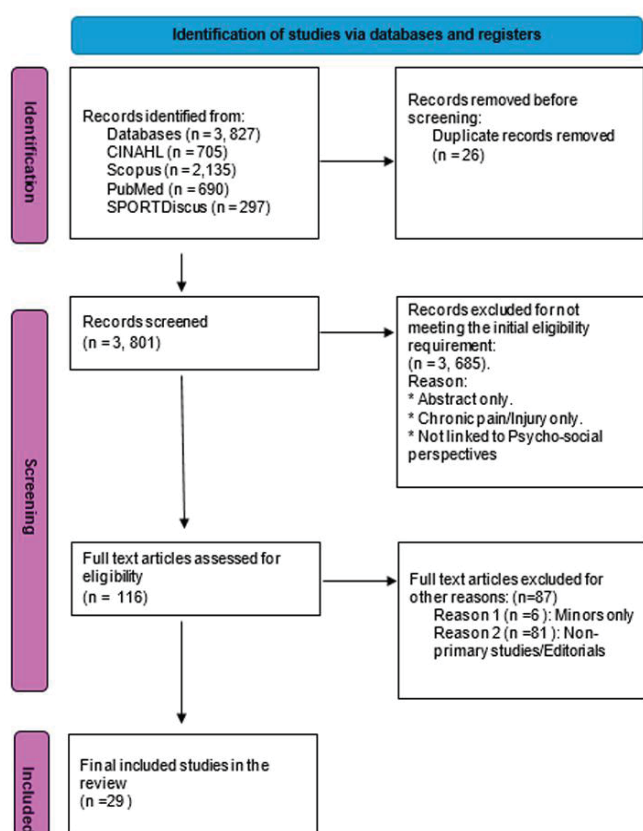 Identification of studies via databases and registers
Identification
Records identified from:
Databases (n = 3, 827)
CINAHL (n = 705)
Scopus (n = 2,135)
PubMed (n = 690)
SPORTDiscus (n = 297)
Records removed before
screening:
Duplicate records removed
(n = 26)
Screening
Records screened
(n = 3, 801)
Records excluded for not
meeting the initial eligibility
requirement:
(n = 3, 685).
Reason:
* Abstract only.
* Chronic pain/Injury only.
* Not linked to Psycho-social
perspectives
Full text articles assessed for
eligibility
(n = 116)
Full text articles excluded for
other reasons: (n=87)
Reason 1 (n =6): Minors only
Reason 2 (n =81): Non-
primary studies/Editorials
Included
Final included studies in the
review
(n =29 )